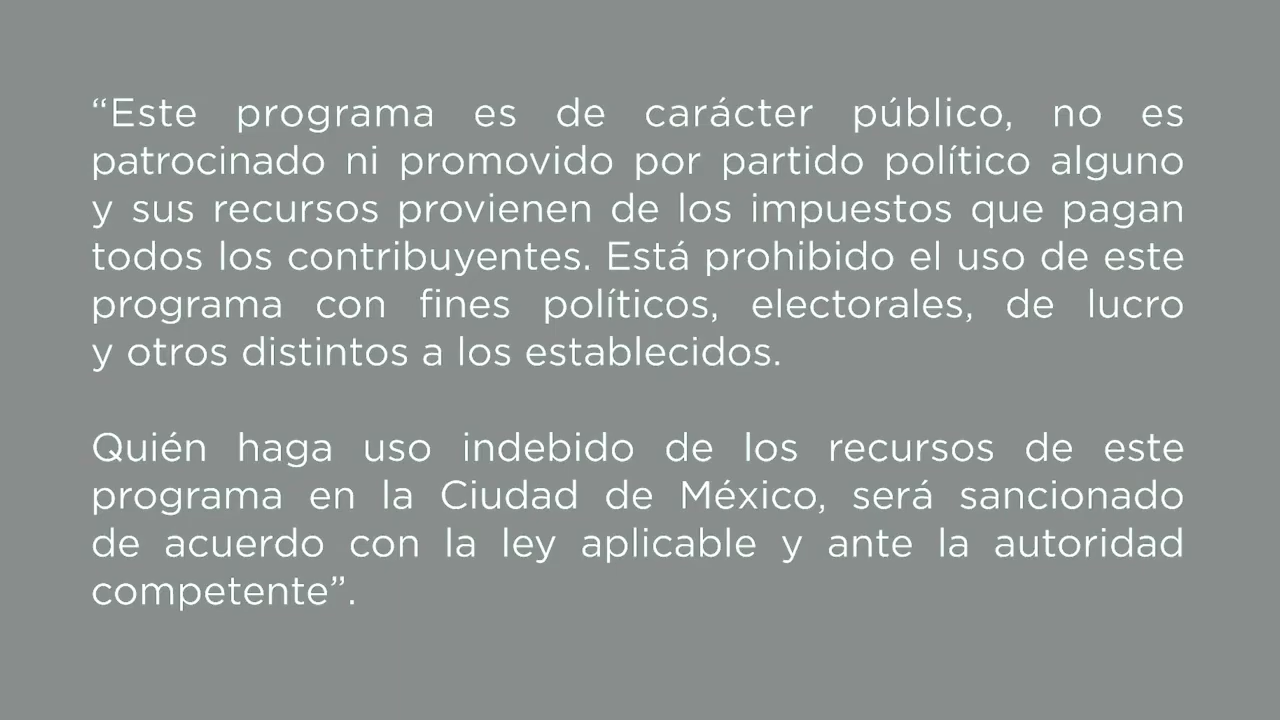 “Este programa es de carácter público, no es
patrocinado ni promovido por partido político alguno
y sus recursos provienen de los impuestos que pagan
todos los contribuyentes. Está prohibido el uso de este
programa con fines políticos, electorales, de lucro
y otros distintos a los establecidos.
Quién haga uso indebido de los recursos de este
programa en la Ciudad de México, será sancionado
de acuerdo con la ley aplicable y ante la autoridad
competente”.